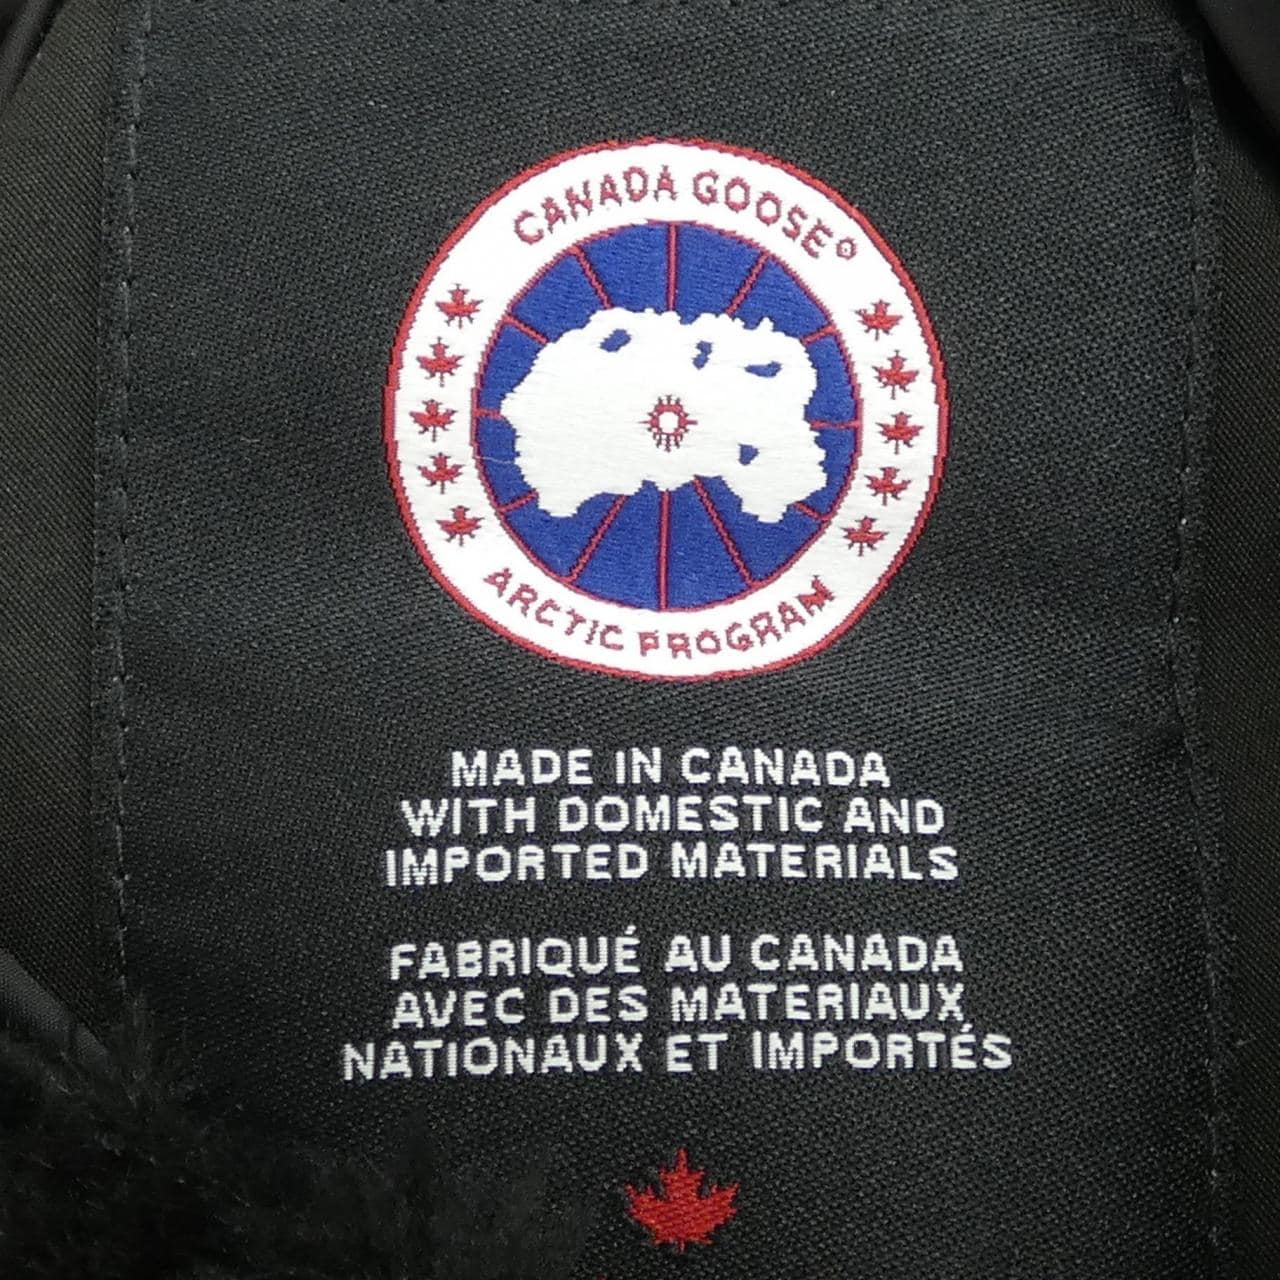 CANADA GOOSE®
ARCTIC PROGRAM
MADE IN CANADA
WITH DOMESTIC AND
IMPORTED MATERIALS
FABRIQUÉ AU CANADA
AVEC DES MATERIAUX
NATIONAUX ET IMPORTÉS